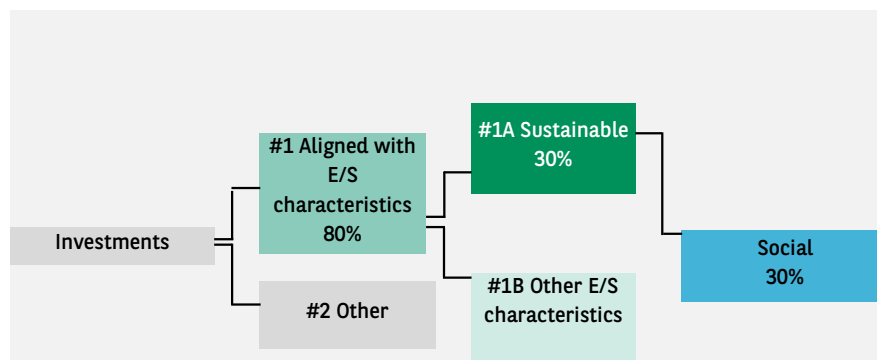 Investments
#1 Aligned with
E/S
characteristics
80%
#2 Other
#1A Sustainable
30%
#1B Other E/S
characteristics
Social
30%